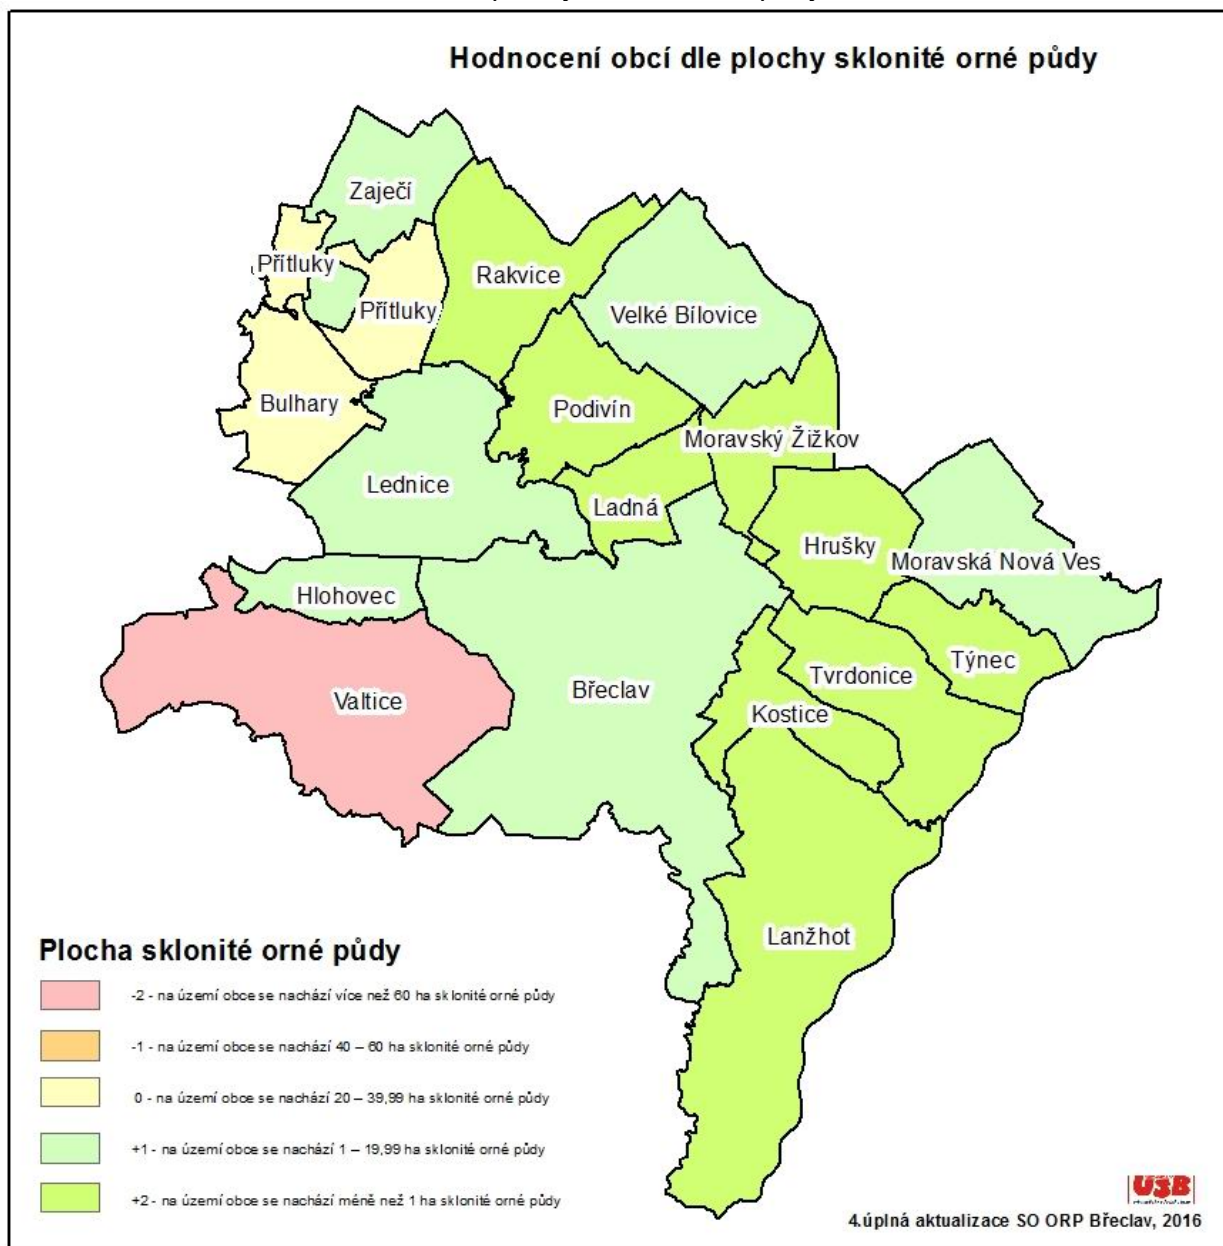 Hodnocení obcí dle plochy sklonité orné půdy
Zaječí
Přítluky
Rakvice
Přítluky
Velké Bílovice
Bulhary
Podivín
Moravský Žižkov
Lednice
Ladná
Hrušky
Moravská Nová Ves
Hlohovec
Týnec
Tvrdonice
Břeclav
Valtice
Kostice
Lanžhot
Plocha sklonité orné půdy
-2 - na území obce se nachází více než 60 ha sklonité orné půdy
-1 - na území obce se nachází 40 – 60 ha sklonité orné půdy
0 - na území obce se nachází 20 – 39,99 ha sklonité orné půdy
+1 - na území obce se nachází 1 – 19,99 ha sklonité orné půdy
+2 - na území obce se nachází méně než 1 ha sklonité orné půdy
USB
4.úplná aktualizace SO ORP Břeclav, 2016